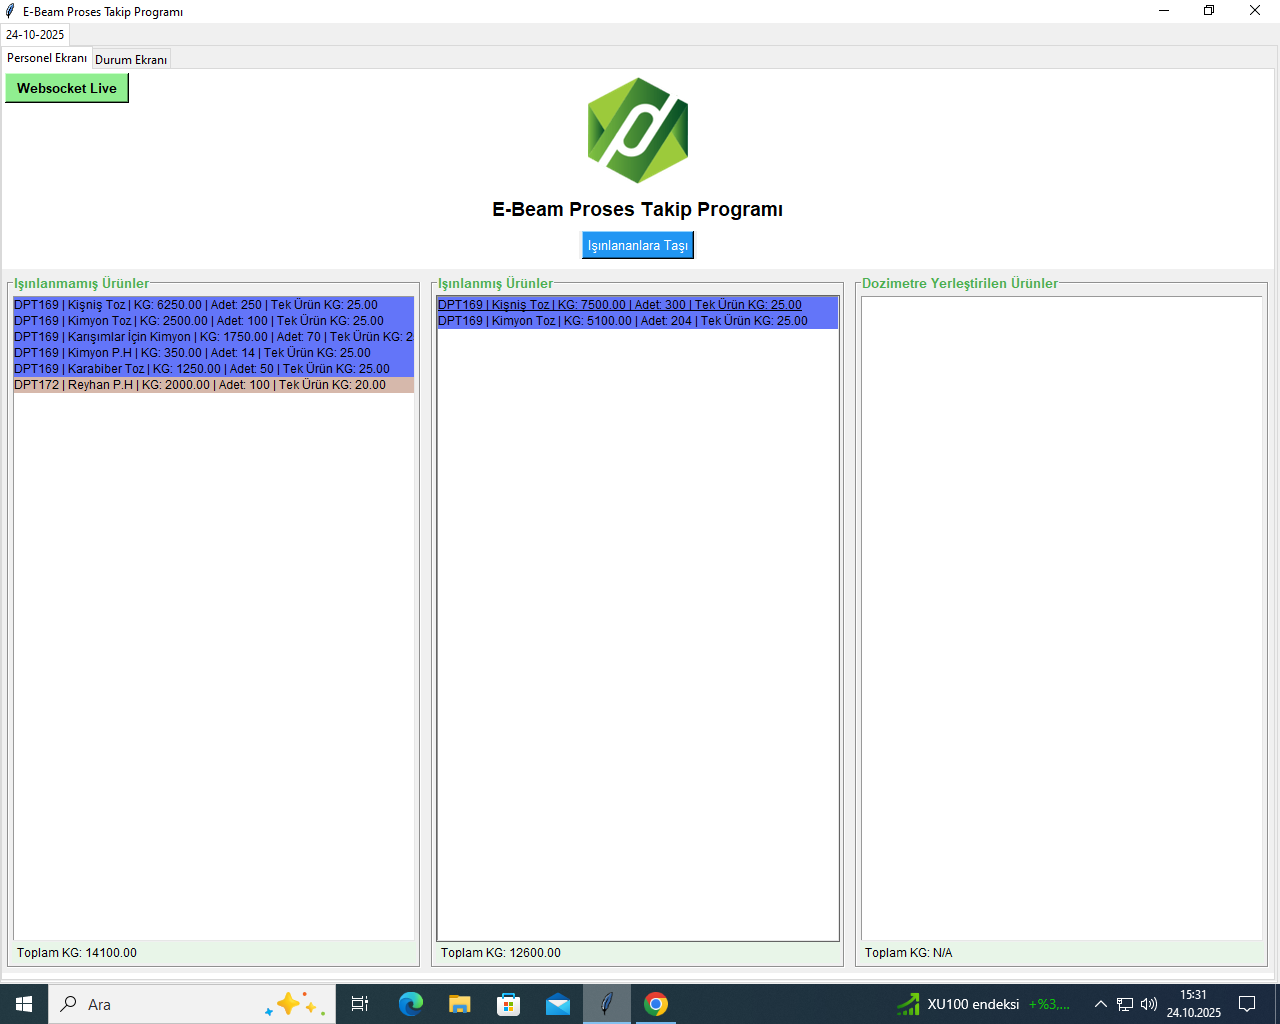 E-Beam Proses Takip Programı
24-10-2025
Personel Ekranı
Durum Ekranı
Websocket Live
E-Beam Proses Takip Programı
Işınlananlara Taşı
Işınlanmamış Ürünler
DPT169 | Kişniş Toz | KG: 6250.00 | Adet: 250 | Tek Ürün KG: 25.00
DPT169 | Kimyon Toz | KG: 2500.00 | Adet: 100 | Tek Ürün KG: 25.00
DPT169 | Karışımlar İçin Kimyon | KG: 1750.00 | Adet: 70 | Tek Ürün KG: 2
DPT169 | Kimyon P.H | KG: 350.00 | Adet: 14 | Tek Ürün KG: 25.00
DPT169 | Karabiber Toz | KG: 1250.00 | Adet: 50 | Tek Ürün KG: 25.00
DPT172 | Reyhan P.H | KG: 2000.00 | Adet: 100 | Tek Ürün KG: 20.00
Toplam KG: 14100.00
Işınlanmış Ürünler
DPT169 | Kişniş Toz | KG: 7500.00 | Adet: 300 | Tek Ürün KG: 25.00
DPT169 | Kimyon Toz | KG: 5100.00 | Adet: 204 | Tek Ürün KG: 25.00
Toplam KG: 12600.00
Dozimetre Yerleştirilen Ürünler
Toplam KG: N/A
Ara
XU100 endeksi +%3,...
15:31
24.10.2025